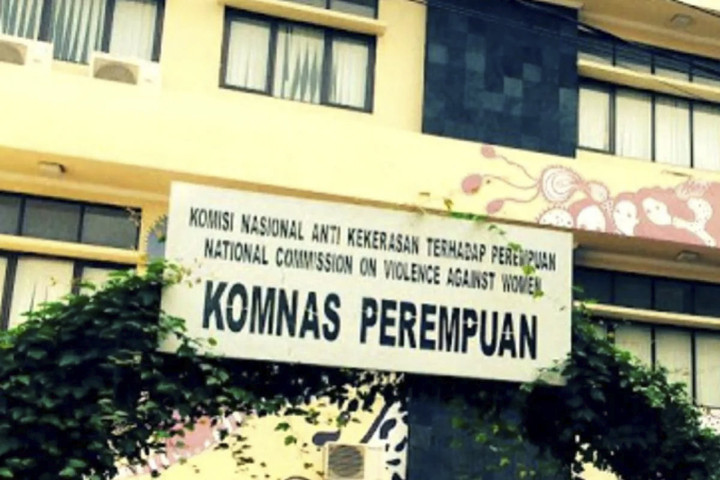 KOMISI NASIONAL ANTI KEKERASAN TERHADAP PEREMPUAN
NATIONAL COMMISSION ON VIOLENCE AGAINST WOMEN
KOMNAS PEREMPUAN